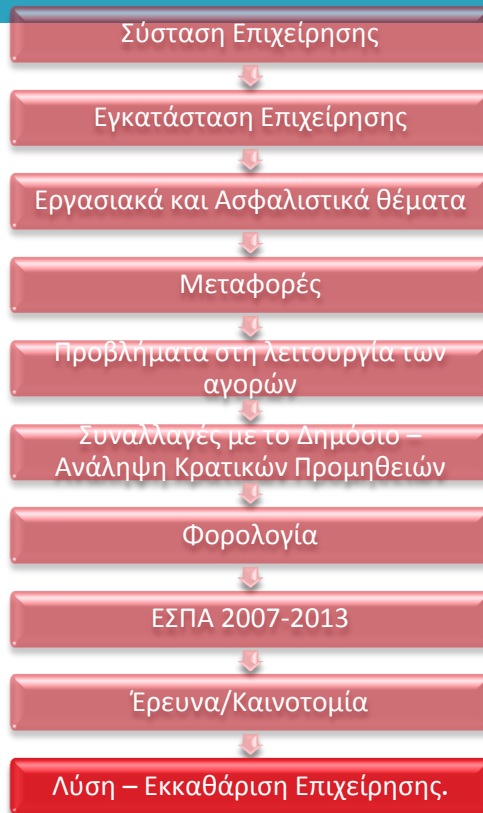 Σύσταση Επιχείρησης
Εγκατάσταση Επιχείρησης
Εργασιακά και Ασφαλιστικά θέματα
Μεταφορές
Προβλήματα στη λειτουργία των
αγορών
Συναλλαγές με το Δημόσιο –
Ανάληψη Κρατικών Προμηθειών
Φορολογία
ΕΣΠΑ 2007-2013
Έρευνα/Καινοτομία
Λύση – Εκκαθάριση Επιχείρησης.